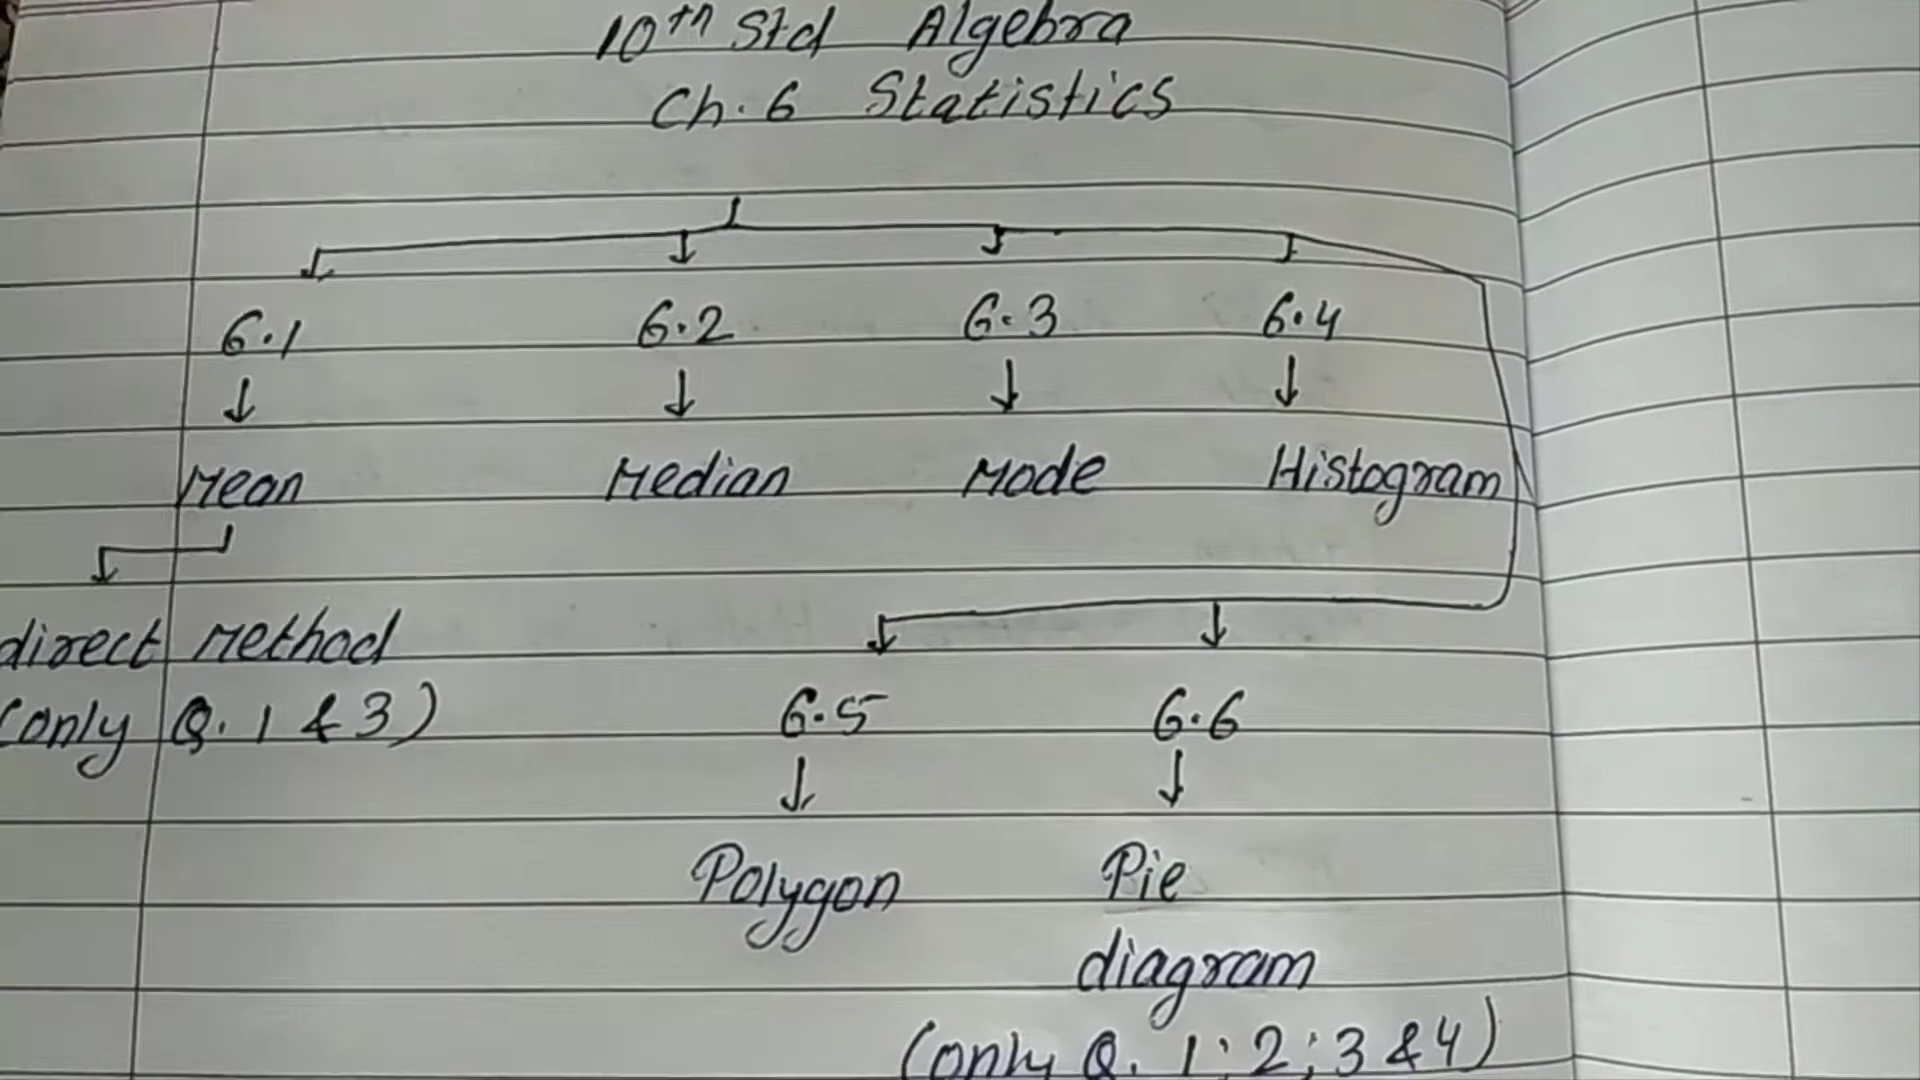 10th Std Algebra
Ch. 6 Statistics
6.1 6.2 6.3 6.4
Mean Median Mode Histogram
direct Method
(only Q. 1 & 3)
6.5 6.6
Polygon Pie
diagram
(only Q. 1; 2; 3 & 4)